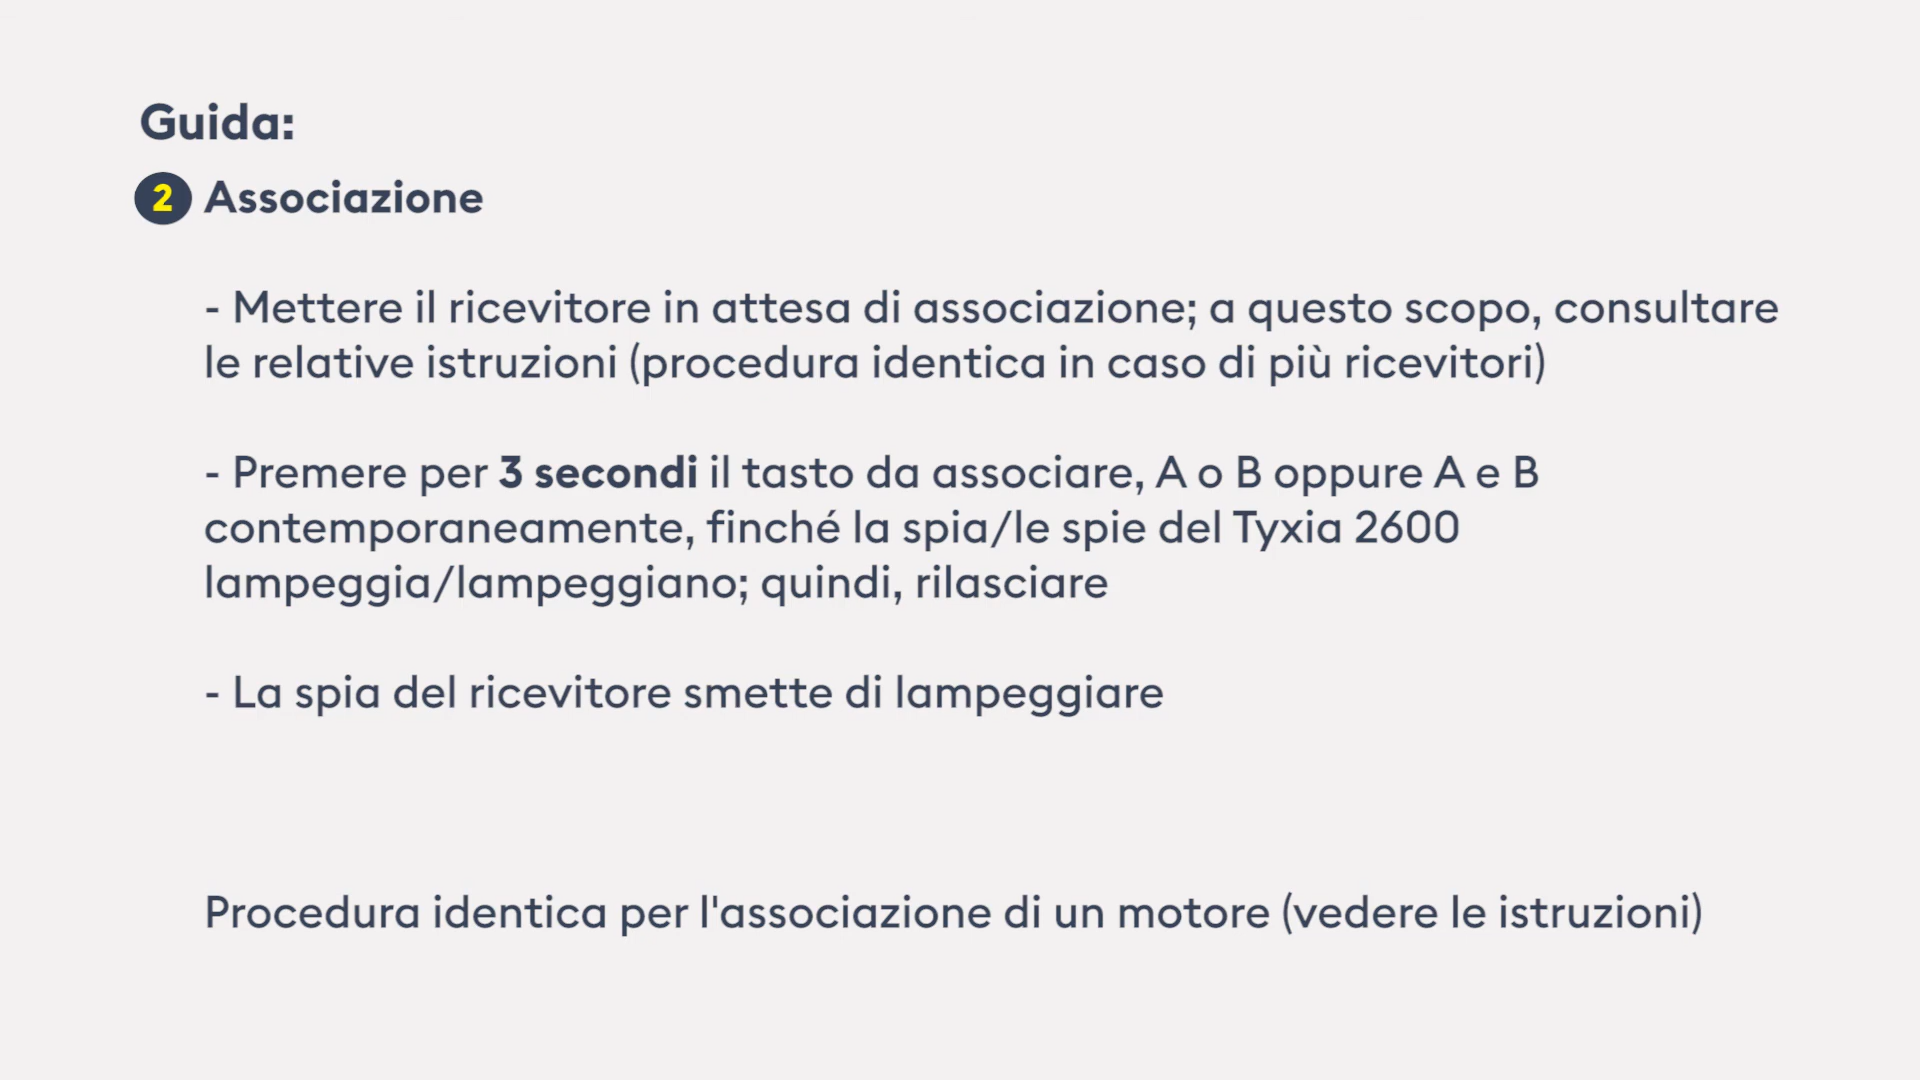 Guida:
2 Associazione
- Mettere il ricevitore in attesa di associazione; a questo scopo, consultare
le relative istruzioni (procedura identica in caso di più ricevitori)
- Premere per 3 secondi il tasto da associare, A o B oppure A e B
contemporaneamente, finché la spia/le spie del Tyxia 2600
lampeggia/lampeggiano; quindi, rilasciare
- La spia del ricevitore smette di lampeggiare
Procedura identica per l'associazione di un motore (vedere le istruzioni)